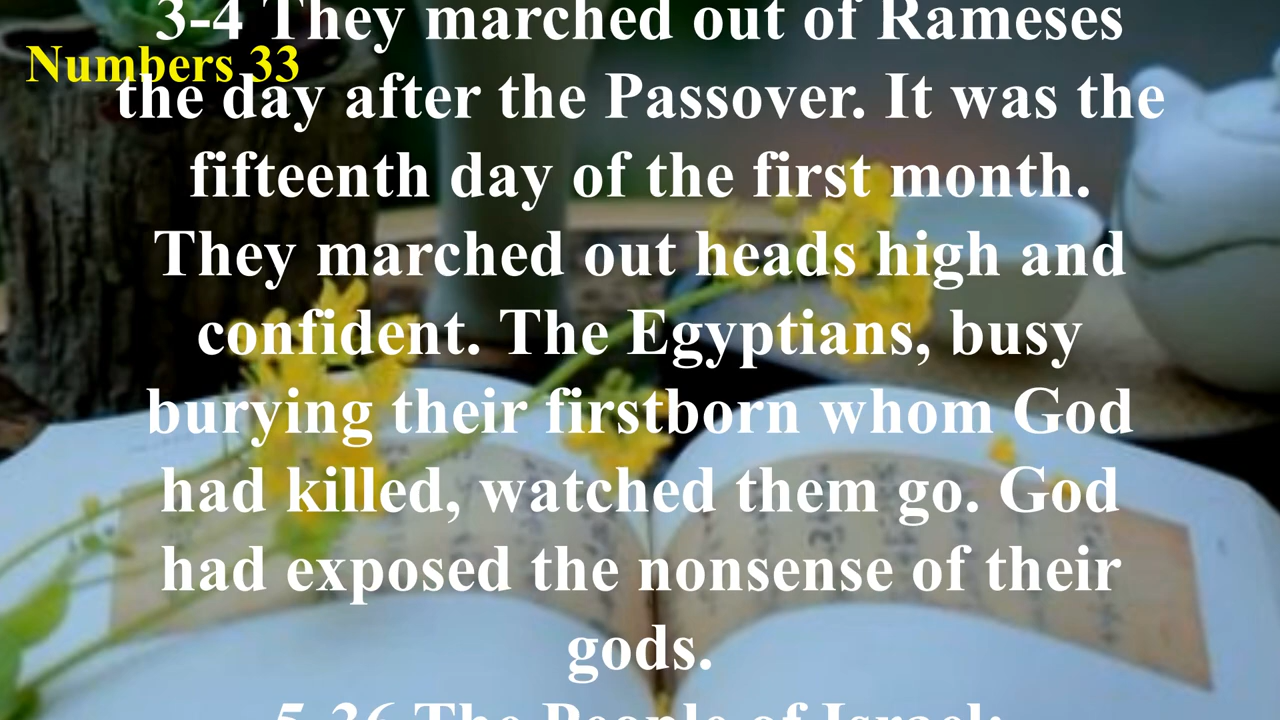 3-4 They marched out of Rameses
Numbers 33
the day after the Passover. It was the
fifteenth day of the first month.
They marched out heads high and
confident. The Egyptians, busy
burying their firstborn whom God
had killed, watched them go. God
had exposed the nonsense of their
gods.
5-36 The People of Israel: